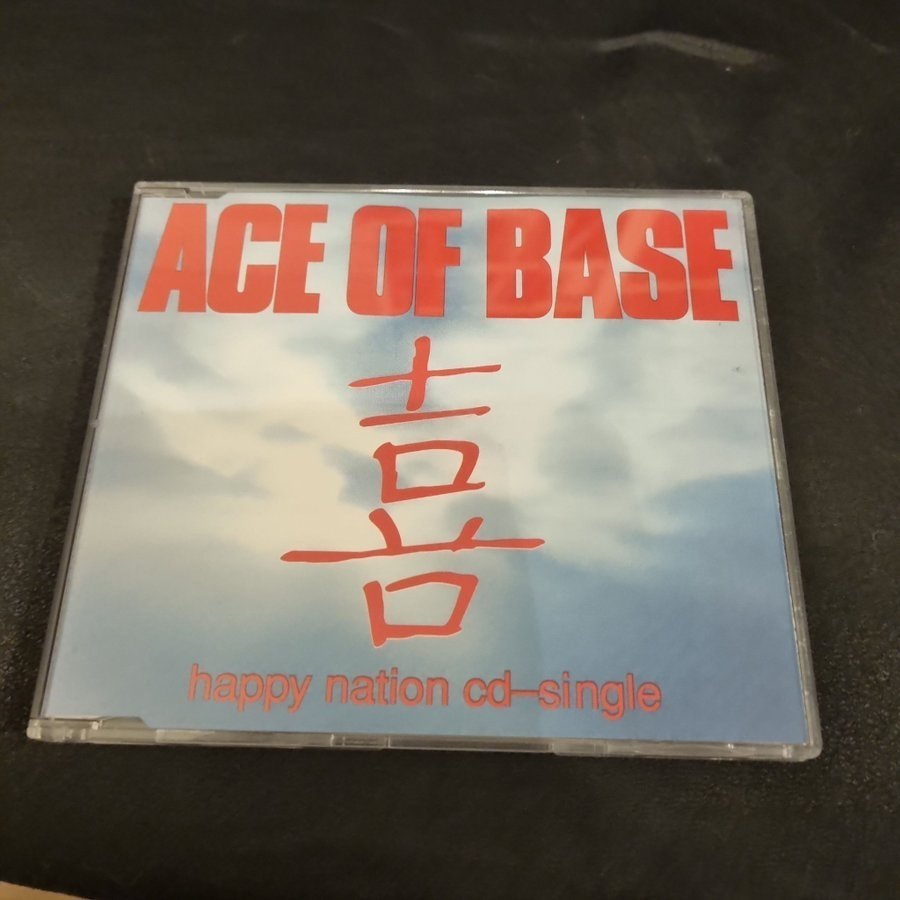 ACE OF BASE
喜
happy nation cd-single